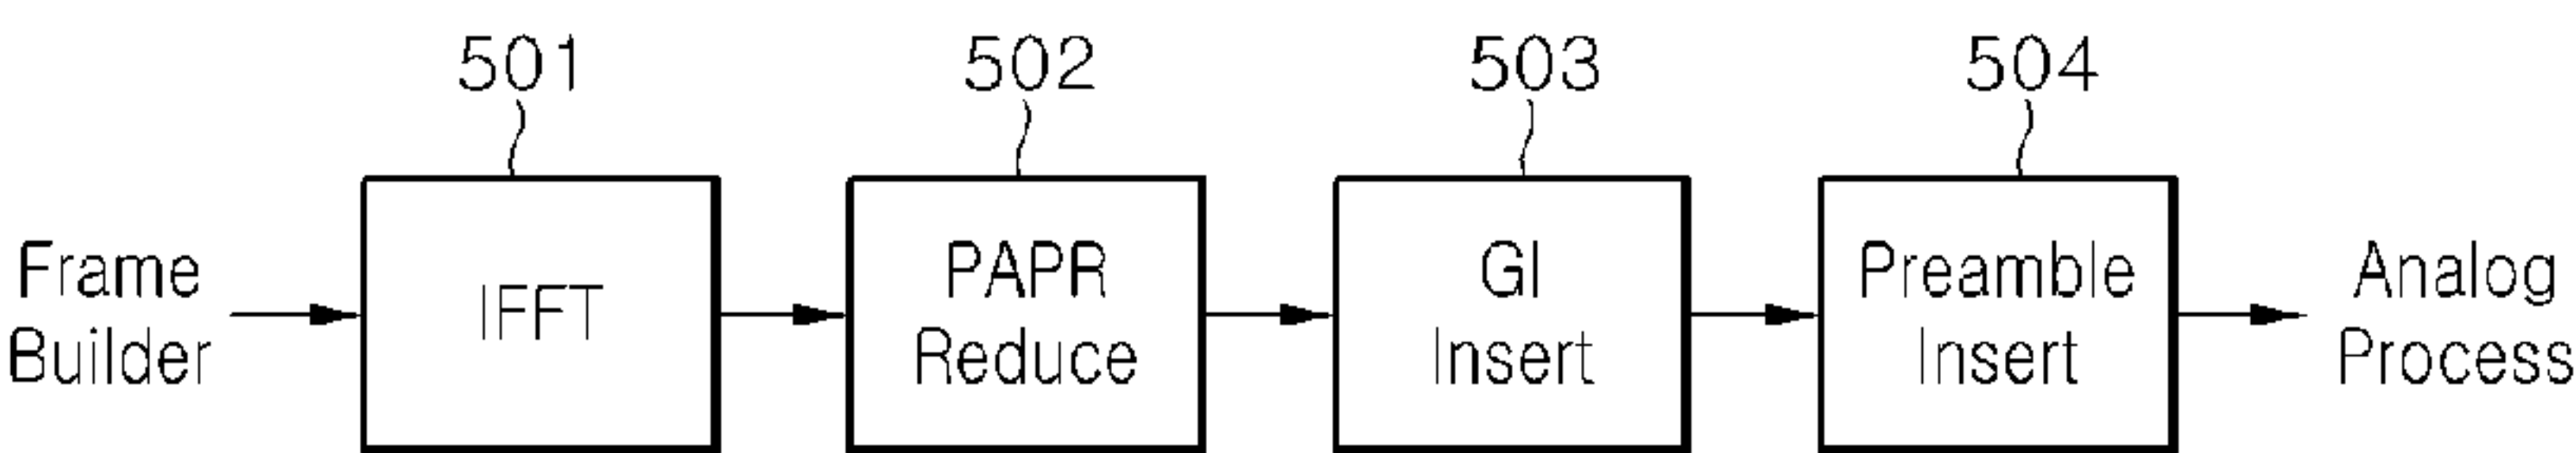 501
502
503
504
Frame
Builder
IFFT
PAPR
Reduce
GI
Insert
Preamble
Insert
Analog
Process